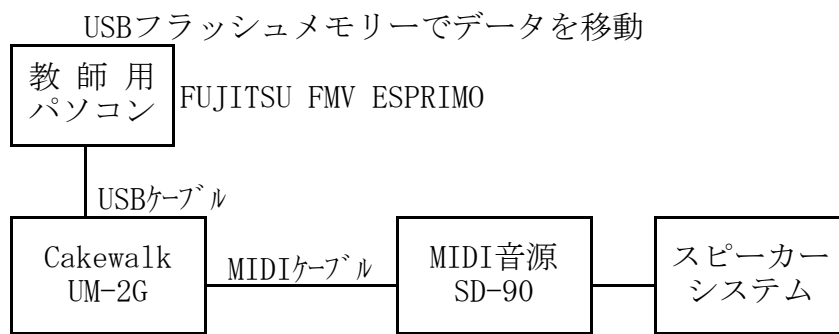 USBフラッシュメモリーでデータを移動
教 師 用
パソコン
FUJITSU FMV ESPRIMO
USBｹｰﾌﾞﾙ
Cakewalk
UM-2G
MIDIｹｰﾌﾞﾙ
MIDI音源
SD-90
スピーカー
システム